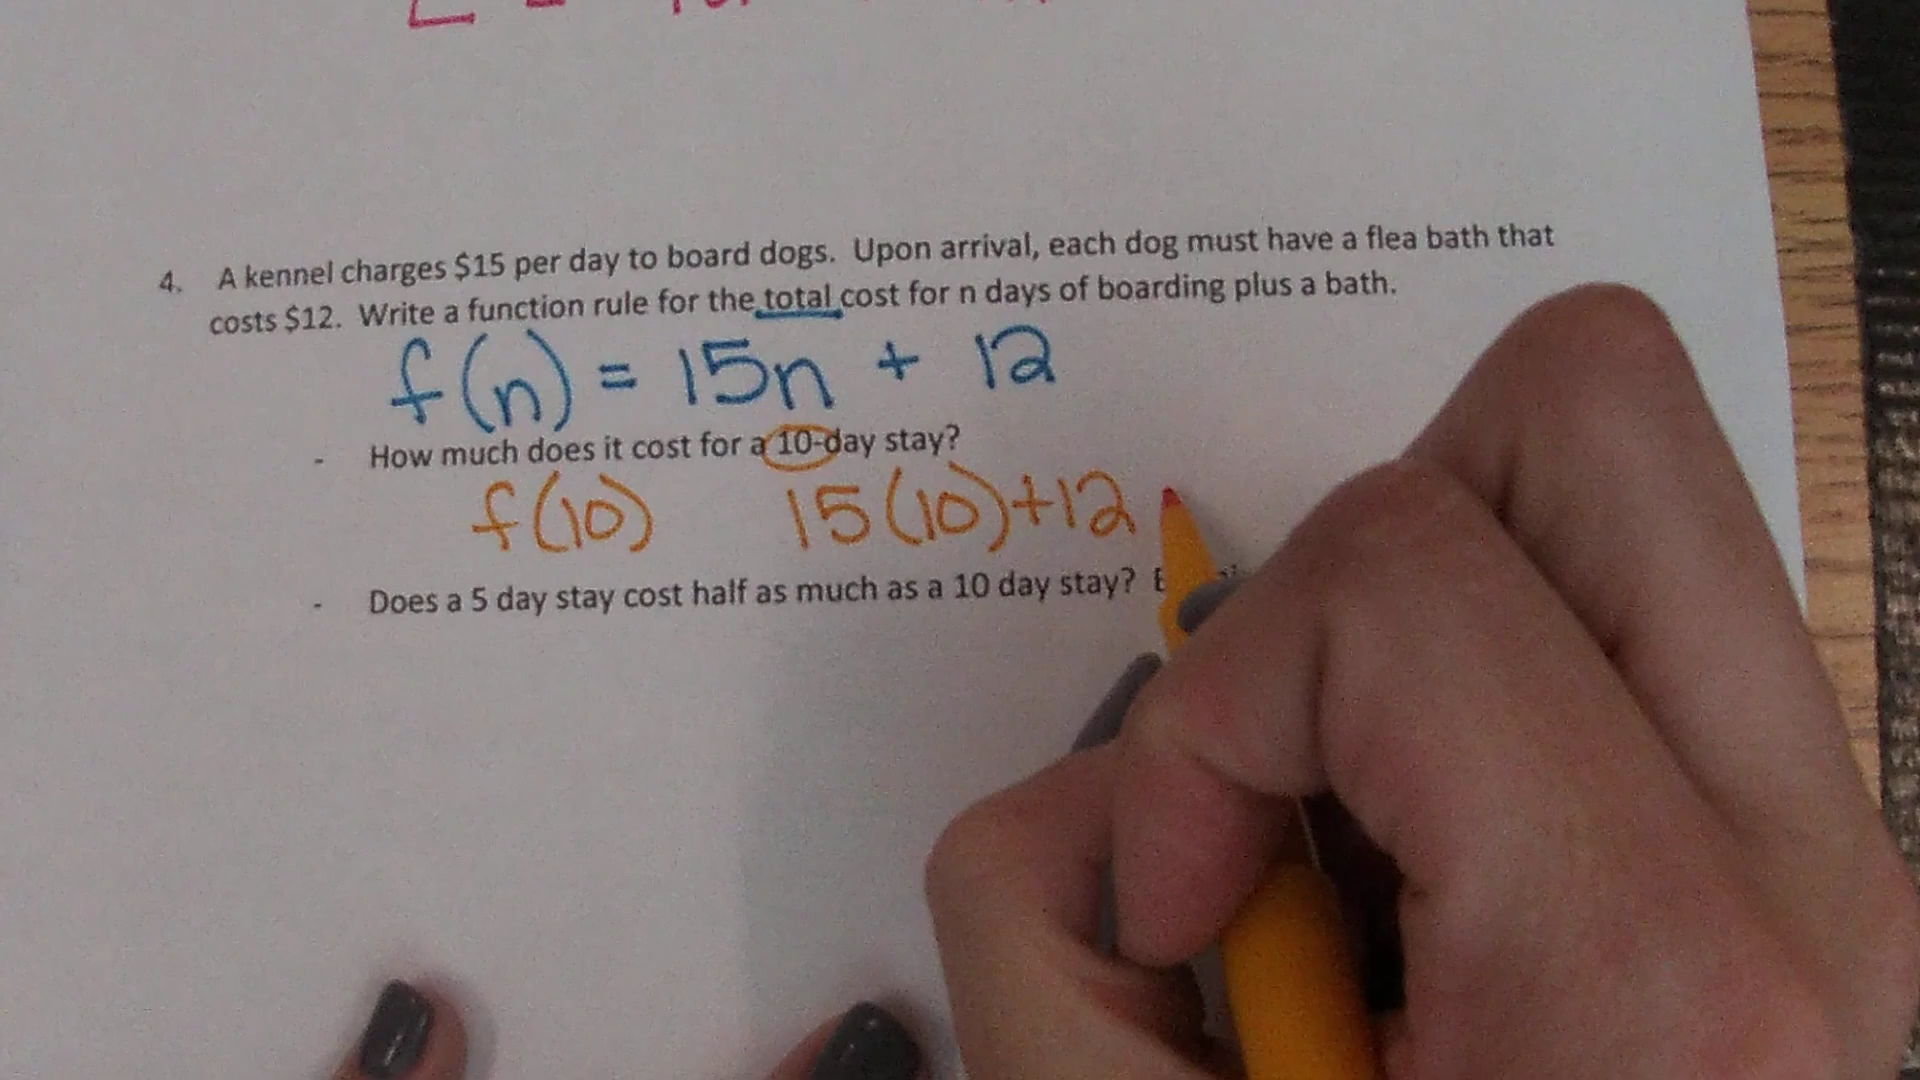 4. A kennel charges $15 per day to board dogs. Upon arrival, each dog must have a flea bath that
costs $12. Write a function rule for the total cost for n days of boarding plus a bath.
f(n) = 15n + 12
- How much does it cost for a 10-day stay?
f(10) 15(10)+12
- Does a 5 day stay cost half as much as a 10 day stay?